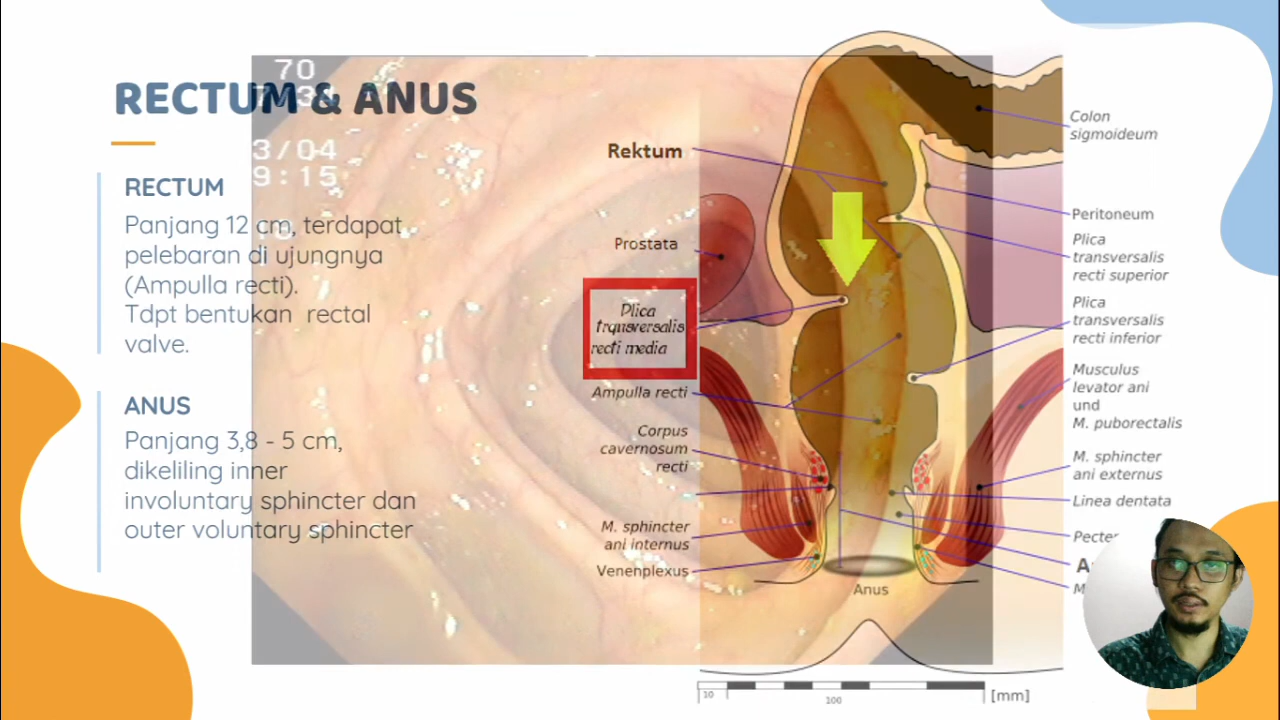 RECTUM & ANUS
70
3/04
9:15
RECTUM
Panjang 12 cm, terdapat
pelebaran di ujungnya
(Ampulla recti).
Tdpt bentukan rectal
valve.
ANUS
Panjang 3,8 - 5 cm,
dikeliling inner
involuntary sphincter dan
outer voluntary sphincter
Rektum
Prostata
Plica
transversalis
recti media
Ampulla recti
Corpus
cavernosum
recti
M. sphincter
ani internus
Venenplexus
Anus
Colon
sigmoideum
Peritoneum
Plica
transversalis
recti superior
Plica
transversalis
recti inferior
Musculus
levator ani
und
M. puborectalis
M. sphincter
ani externus
Linea dentata
10
100
[mm]